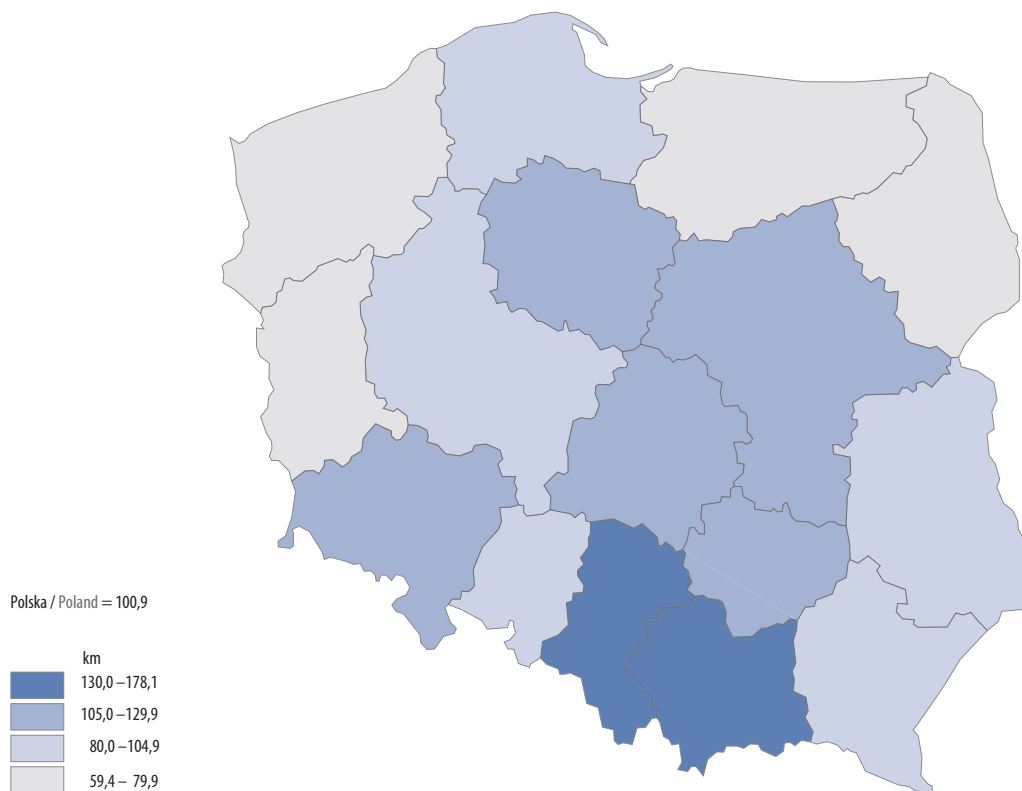 Polska / Poland = 100,9
km
130,0 –178,1
105,0 –129,9
80,0 –104,9
59,4 – 79,9